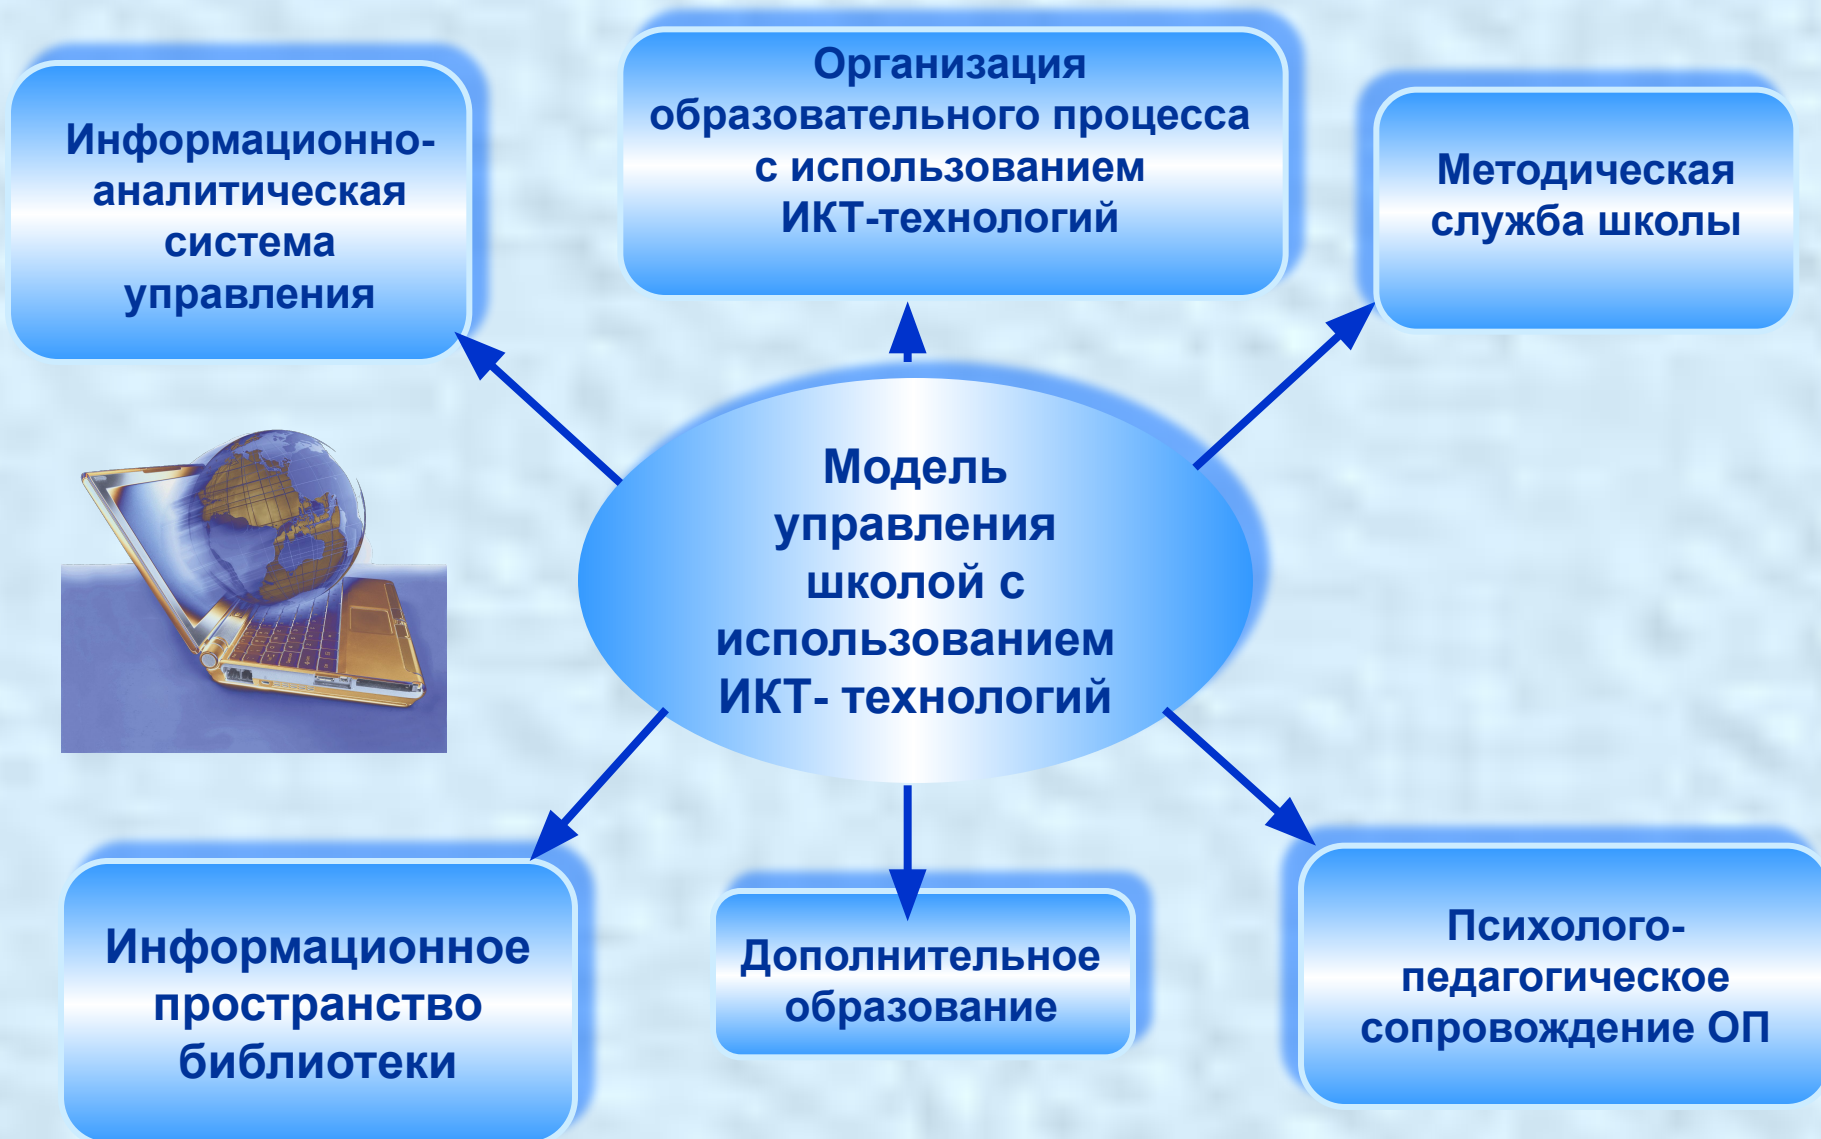 Информационно-
аналитическая
система
управления
Организация
образовательного процесса
с использованием
ИКТ-технологий
Методическая
служба школы
Модель
управления
школой с
использованием
ИКТ- технологий
Информационное
пространство
библиотеки
Дополнительное
образование
Психолого-
педагогическое
сопровождение ОП